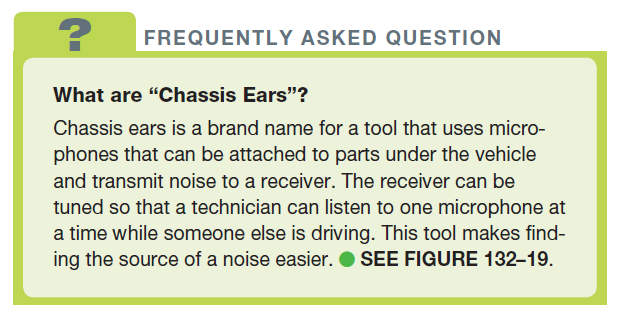 ?
FREQUENTLY ASKED QUESTION
What are “Chassis Ears”?
Chassis ears is a brand name for a tool that uses micro-
phones that can be attached to parts under the vehicle
and transmit noise to a receiver. The receiver can be
tuned so that a technician can listen to one microphone at
a time while someone else is driving. This tool makes find-
ing the source of a noise easier. ● SEE FIGURE 132–19.